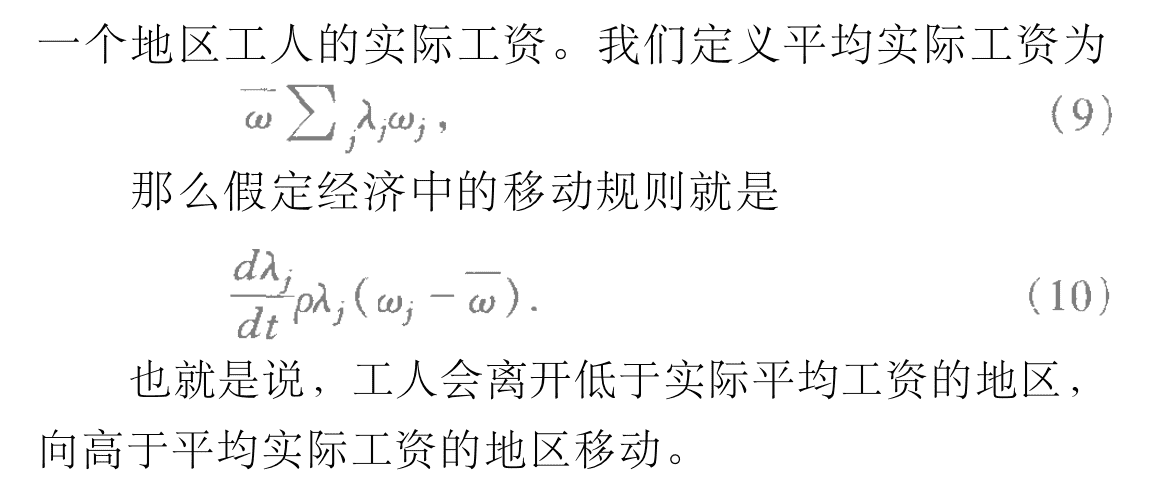 一个地区工人的实际工资。我们定义平均实际工资为
$\overline{\omega} \sum_{j} \lambda_j \omega_j ,$ (9)
那么假定经济中的移动规则就是
$\frac{d\lambda_j}{dt} \rho \lambda_j ( \omega_j - \overline{\omega} ) .$ (10)
也就是说，工人会离开低于实际平均工资的地区，
向高于平均实际工资的地区移动。